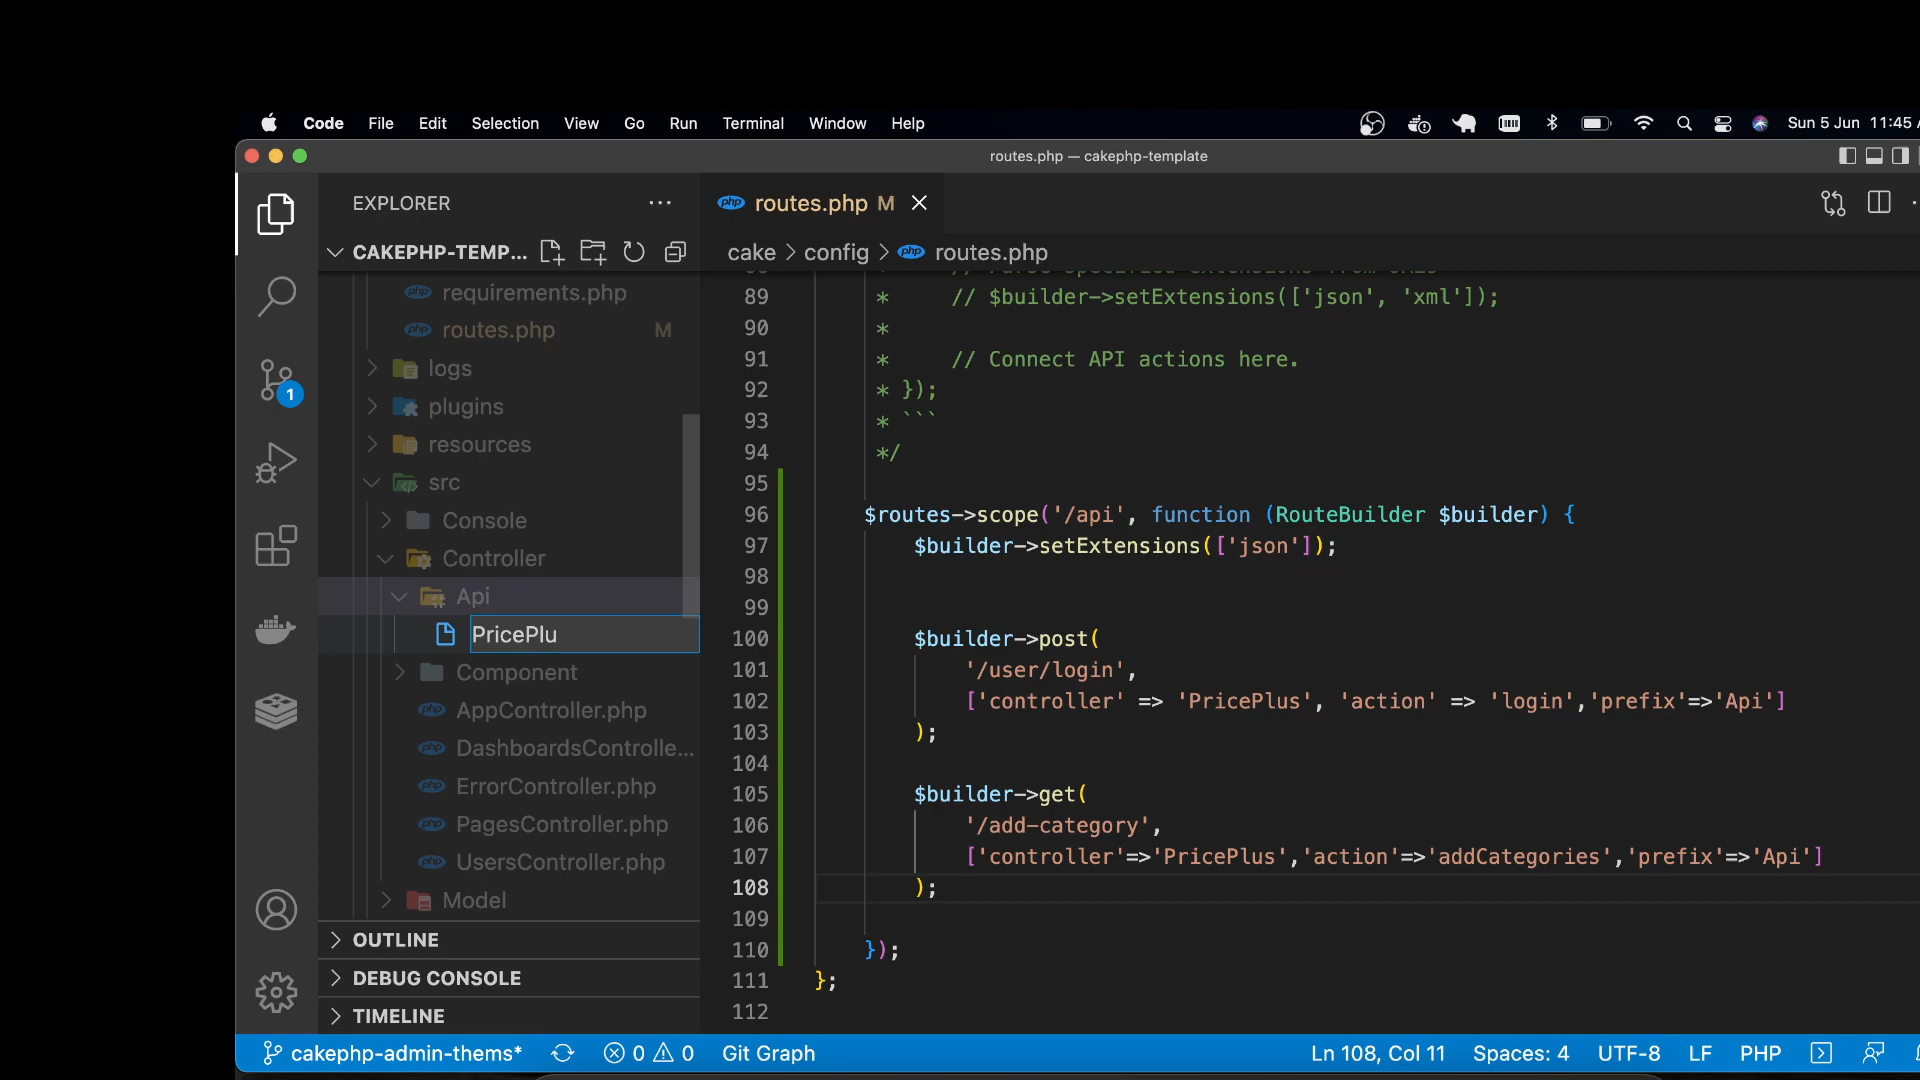 Code File Edit Selection View Go Run Terminal Window Help Sun 5 Jun 11:45
routes.php — cakephp-template
EXPLORER
routes.php M
CAKEPHP-TEMP...
cake > config > routes.php
requirements.php
routes.php M
logs
plugins
resources
src
Console
Controller
Api
PricePlu
Component
AppController.php
DashboardsControlle...
ErrorController.php
PagesController.php
UsersController.php
Model
OUTLINE
DEBUG CONSOLE
TIMELINE
1
89 * // $builder->setExtensions(['json', 'xml']);
90 *
91 * // Connect API actions here.
92 * });
93 * ```
94 */
95
96 $routes->scope('/api', function (RouteBuilder $builder) {
97 $builder->setExtensions(['json']);
98
99
100 $builder->post(
101 '/user/login',
102 ['controller' => 'PricePlus', 'action' => 'login','prefix'=>'Api']
103 );
104
105 $builder->get(
106 '/add-category',
107 ['controller'=>'PricePlus','action'=>'addCategories','prefix'=>'Api']
108 );
109
110 });
111 };
112
cakephp-admin-thems* 0 0 Git Graph Ln 108, Col 11 Spaces: 4 UTF-8 LF PHP